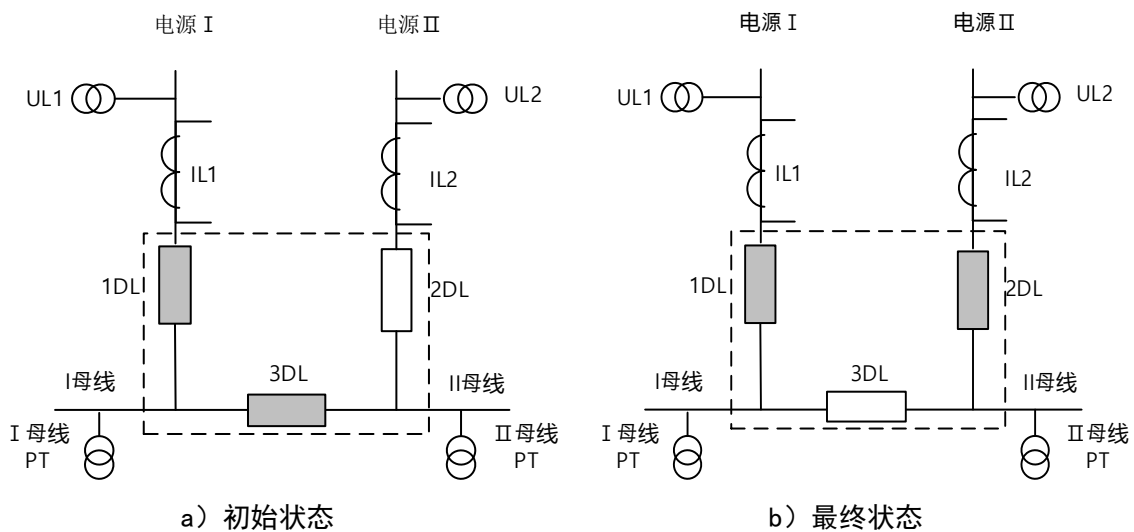 电源Ⅰ
电源Ⅱ
UL1
UL2
IL1
IL2
1DL
2DL
3DL
I母线
II母线
Ⅰ母线
PT
Ⅱ母线
PT
a）初始状态
电源Ⅰ
电源Ⅱ
UL1
UL2
IL1
IL2
1DL
2DL
3DL
I母线
II母线
Ⅰ母线
PT
Ⅱ母线
PT
b）最终状态